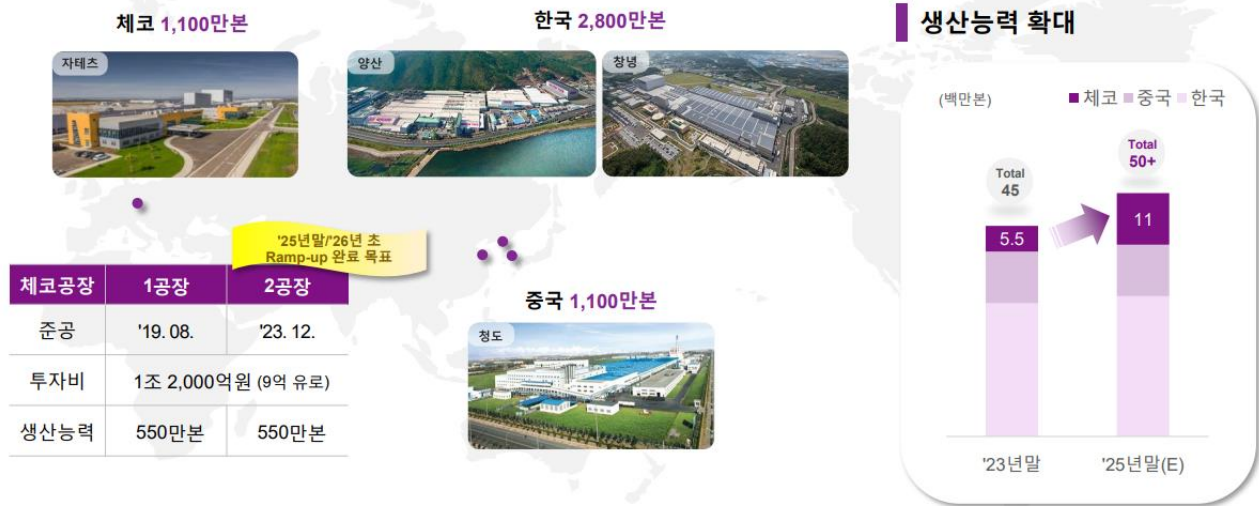 체코 1,100만본
자테츠
한국 2,800만본
양산
창녕
'25년말/'26년 초
Ramp-up 완료 목표
체코공장 1공장 2공장
준공 '19. 08. '23. 12.
투자비 1조 2,000억원 (9억 유로)
생산능력 550만본 550만본
중국 1,100만본
청도
생산능력 확대
(백만본)
체코 중국 한국
Total
45
Total
50+
5.5
11
'23년말
'25년말(E)